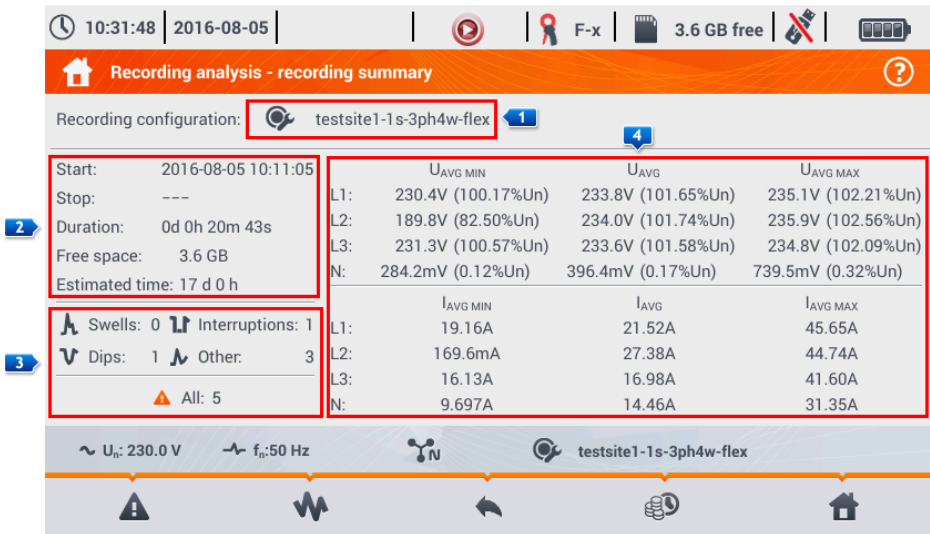 10:31:48 2016-08-05 F-x 3.6 GB free
Recording analysis - recording summary ?
Recording configuration: testsite1-1s-3ph4w-flex 1
4
2
3
Start: 2016-08-05 10:11:05
Stop: ---
Duration: 0d 0h 20m 43s
Free space: 3.6 GB
Estimated time: 17 d 0 h
Swells: 0 Interruptions: 1
Dips: 1 Other: 3
All: 5
UAVG MIN UAVG UAVG MAX
L1: 230.4V (100.17%Un) 233.8V (101.65%Un) 235.1V (102.21%Un)
L2: 189.8V (82.50%Un) 234.0V (101.74%Un) 235.9V (102.56%Un)
L3: 231.3V (100.57%Un) 233.6V (101.58%Un) 234.8V (102.09%Un)
N: 284.2mV (0.12%Un) 396.4mV (0.17%Un) 739.5mV (0.32%Un)
IAVG MIN IAVG IAVG MAX
L1: 19.16A 21.52A 45.65A
L2: 169.6mA 27.38A 44.74A
L3: 16.13A 16.98A 41.60A
N: 9.697A 14.46A 31.35A
Un: 230.0 V fn:50 Hz N testsite1-1s-3ph4w-flex